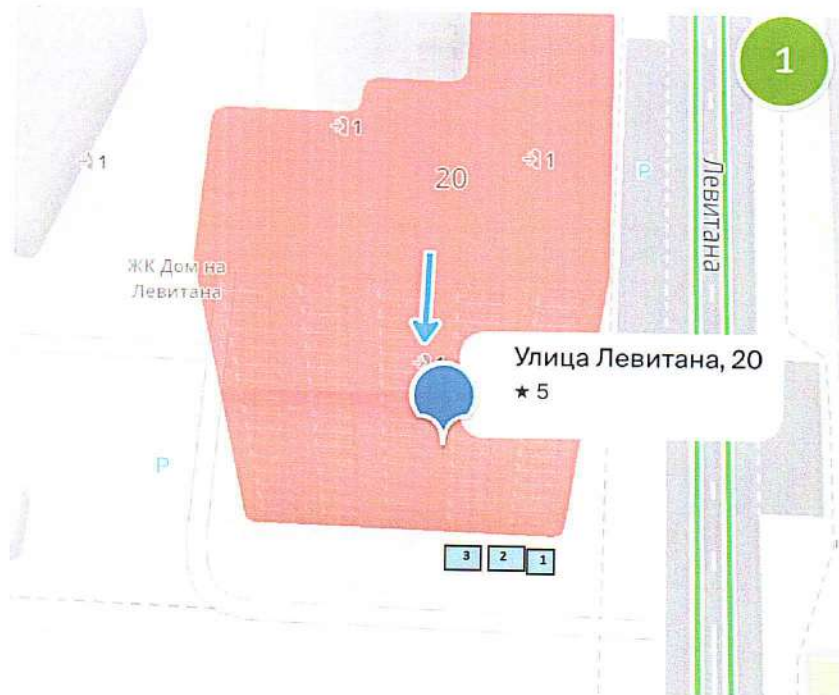 1
1
1
1
20
P
Левитана
ЖК Дом на
Левитана
Улица Левитана, 20
★ 5
P
3 2 1